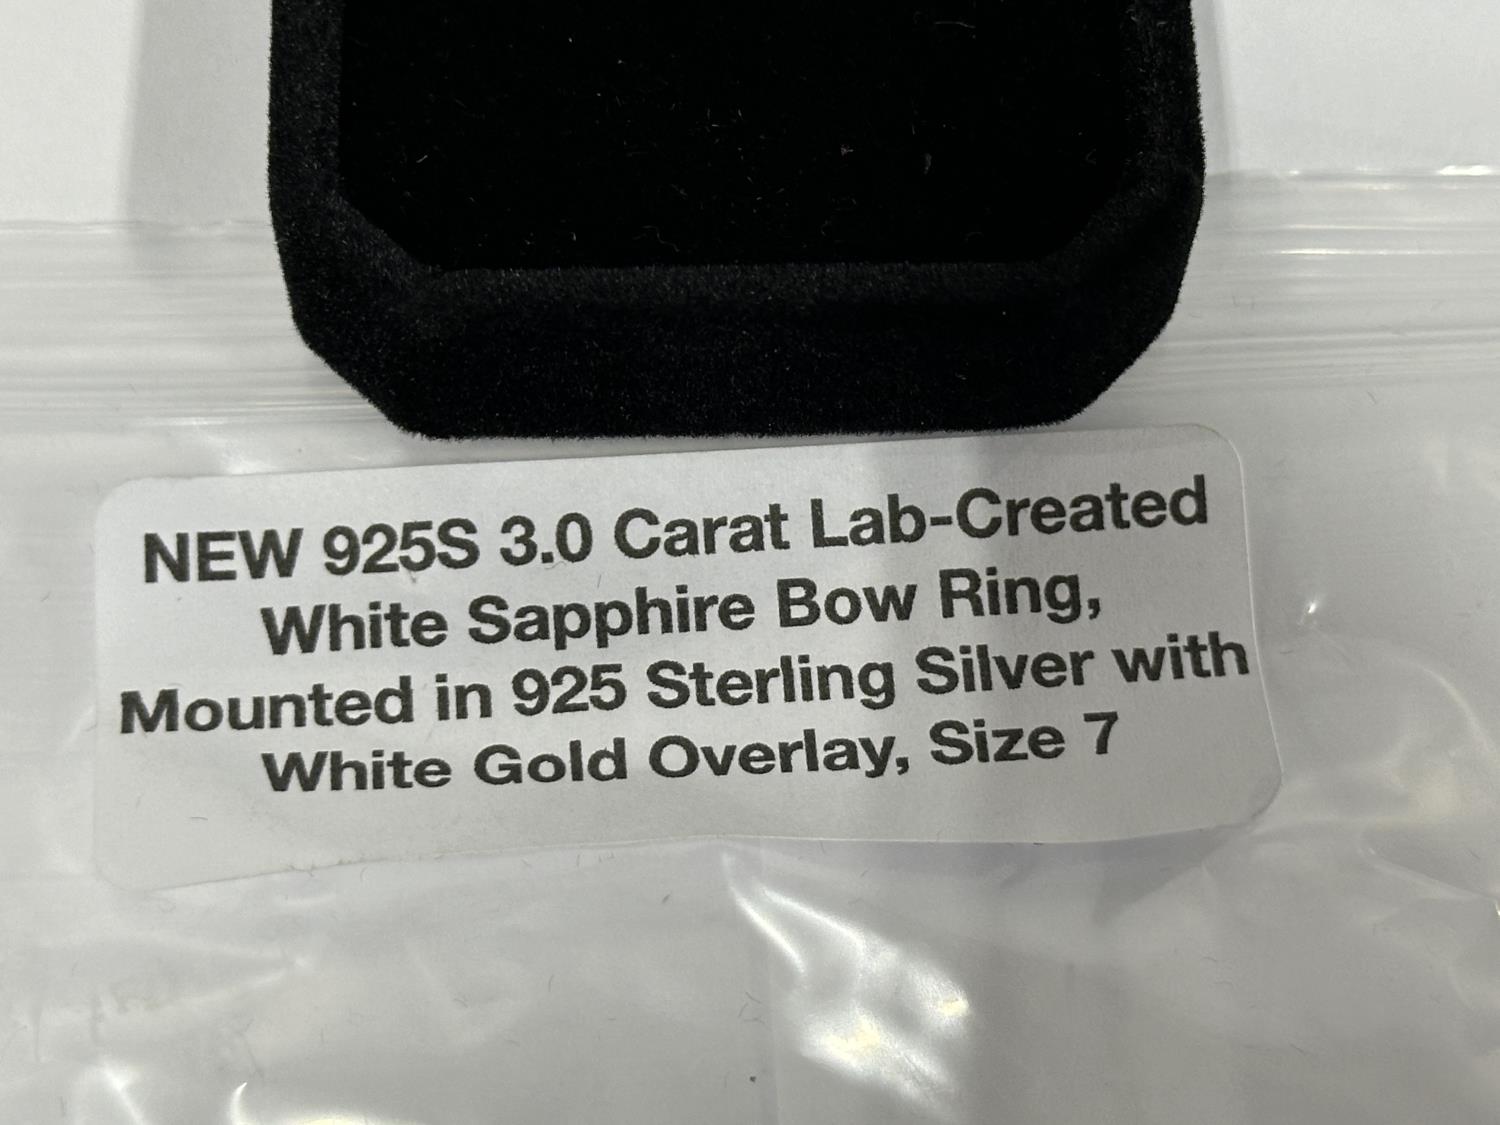 NEW 925S 3.0 Carat Lab-Created
White Sapphire Bow Ring,
Mounted in 925 Sterling Silver with
White Gold Overlay, Size 7